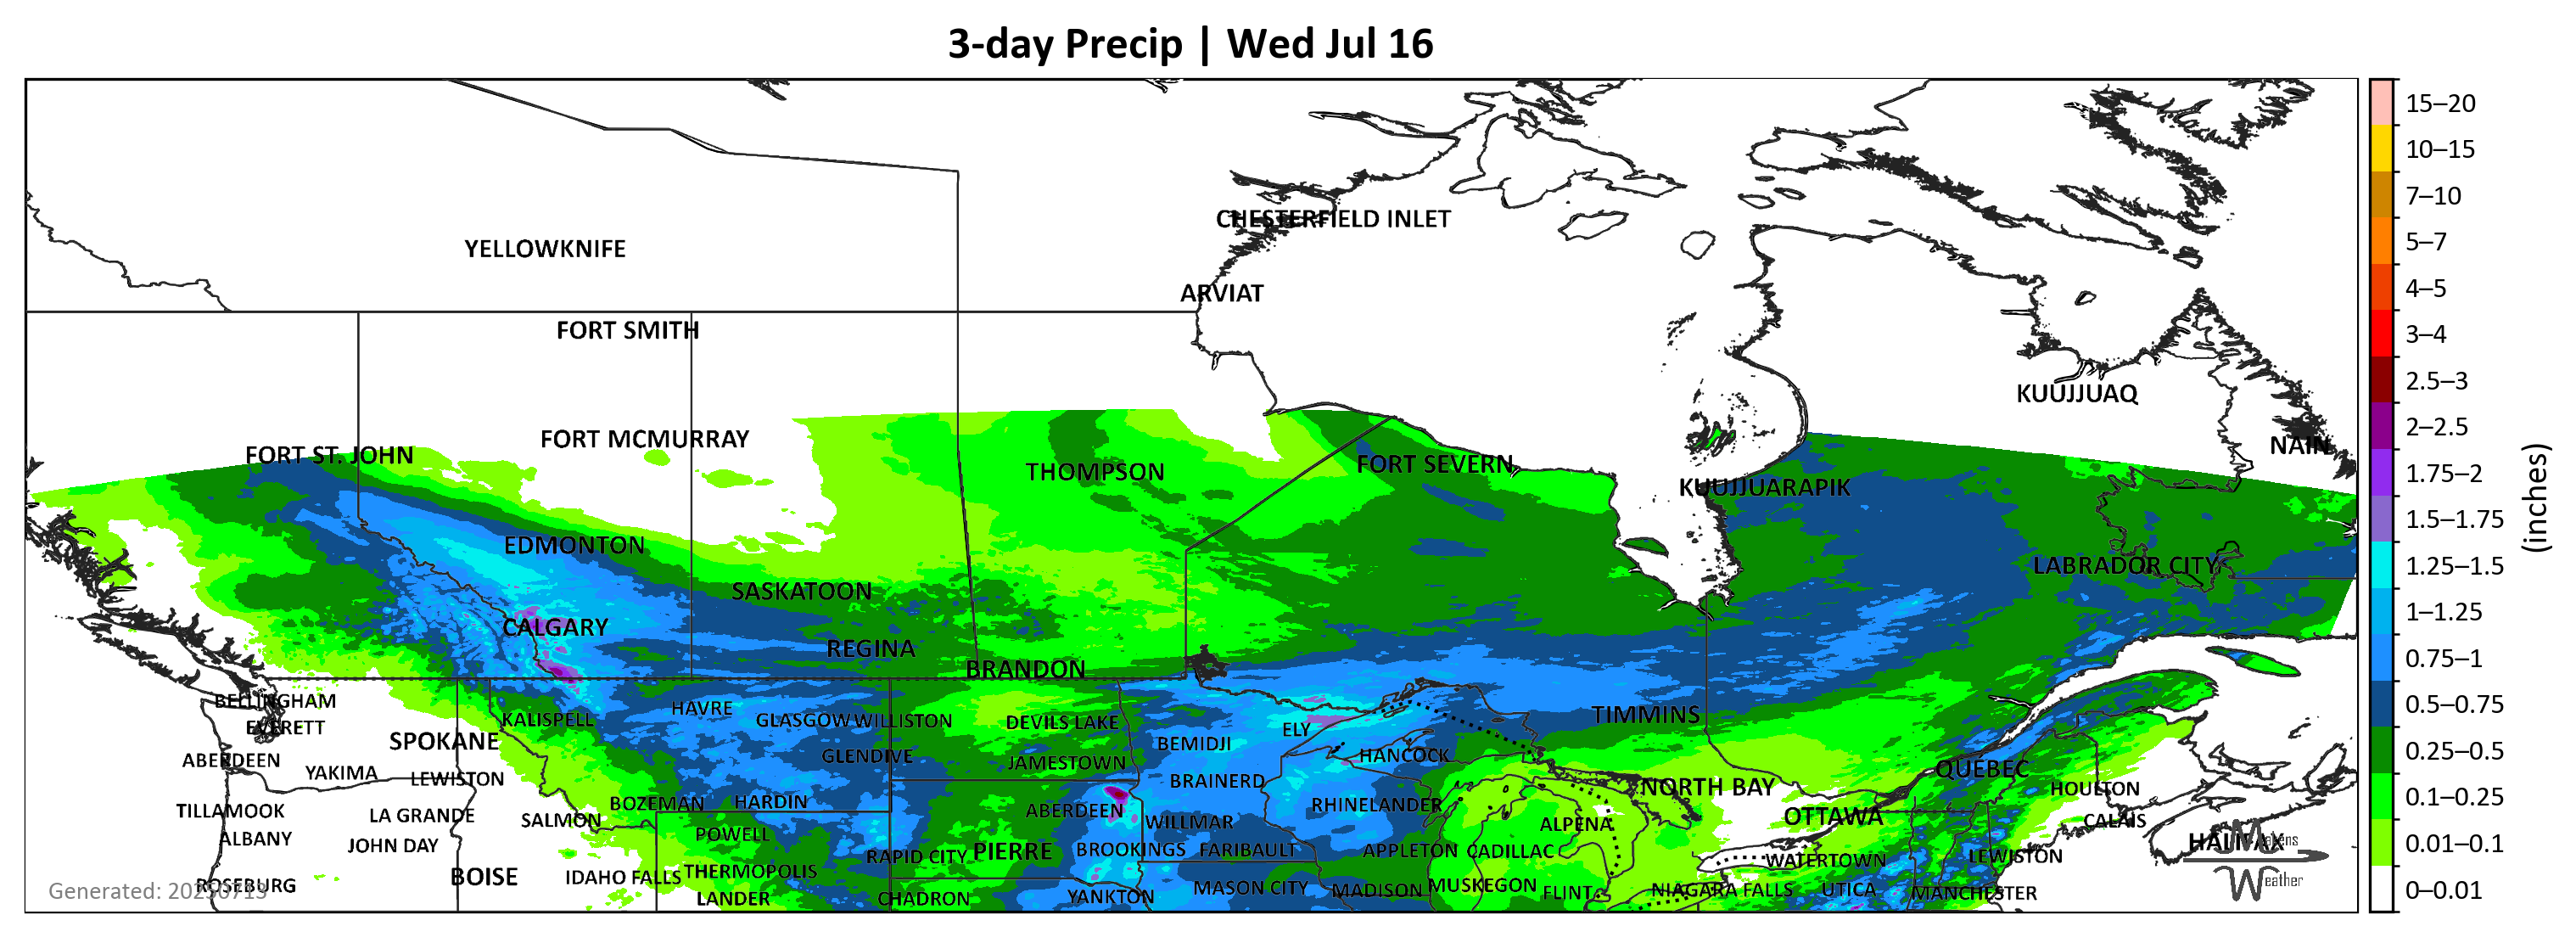 3-day Precip | Wed Jul 16
15–20
10–15
CHESTERFIELD INLET
7–10
YELLOWKNIFE
5–7
ARVIAT
4–5
FORT SMITH
3–4
KUUJJUAQ
2.5–3
FORT MCMURRAY
2–2.5
NAIN
FORT ST. JOHN
THOMPSON
FORT SEVERN
1.75–2
KUUJJUARAPIK
(inches)
1.5–1.75
EDMONTON
LABRADOR CITY
1.25–1.5
SASKATOON
1–1.25
CALGARY
REGINA
0.75–1
BRANDON
BELLINGHAM
HAVRE
0.5–0.75
KALISPELL
GLASGOW
WILLISTON
DEVILS LAKE
TIMMINS
EVERETT
ELY
SPOKANE
BEMIDJI
0.25–0.5
ABERDEEN
GLENDIVE
JAMESTOWN
HANCOCK
QUEBEC
YAKIMA
LEWISTON
BRAINERD
NORTH BAY
HOULTON
0.1–0.25
BOZEMAN
HARDIN
RHINELANDER
TILLAMOOK
LA GRANDE
SALMON
ABERDEEN
WILLMAR
ALPENA
OTTAWA
CALAIS
ALBANY
JOHN DAY
POWELL
HALIFAX
Matens
0.01–0.1
RAPID CITY
PIERRE
BROOKINGS
FARIBAULT
APPLETON
CADILLAC
WATERTOWN
LEWISTON
BOISE
IDAHO FALLS
THERMOPOLIS
Weather
ROSEBURG
MASON CITY
MADISON
MUSKEGON
FLINT
NIAGARA FALLS
UTICA
MANCHESTER
0–0.01
Generated: 20250713
LANDER
CHADRON
YANKTON